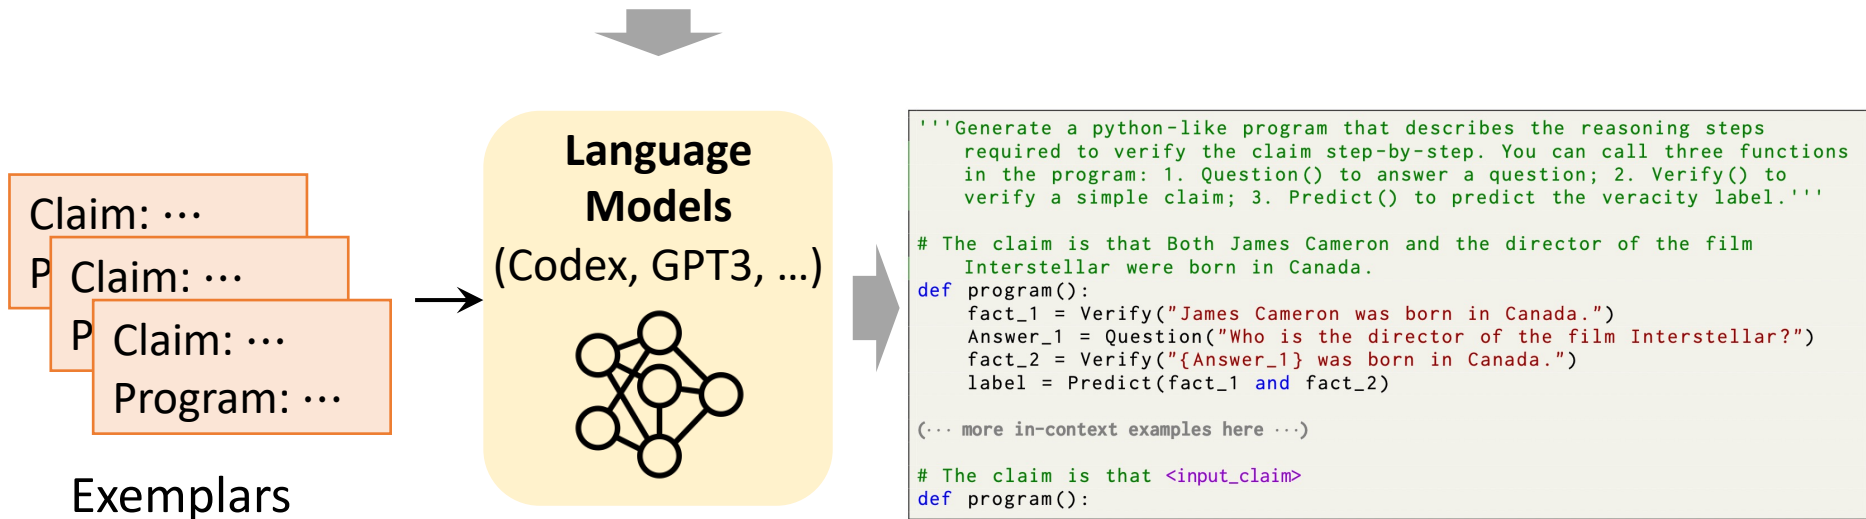 Claim: ⋯
P
Claim: ⋯
P
Claim: ⋯
Program: ⋯
Exemplars
Language
Models
(Codex, GPT3, …)
'''Generate a python-like program that describes the reasoning steps
required to verify the claim step-by-step. You can call three functions
in the program: 1. Question() to answer a question; 2. Verify() to
verify a simple claim; 3. Predict() to predict the veracity label.'''
# The claim is that Both James Cameron and the director of the film
Interstellar were born in Canada.
def program():
fact_1 = Verify("James Cameron was born in Canada.")
Answer_1 = Question("Who is the director of the film Interstellar?")
fact_2 = Verify("{Answer_1} was born in Canada.")
label = Predict(fact_1 and fact_2)
(⋯ more in-context examples here ⋯)
# The claim is that <input_claim>
def program():